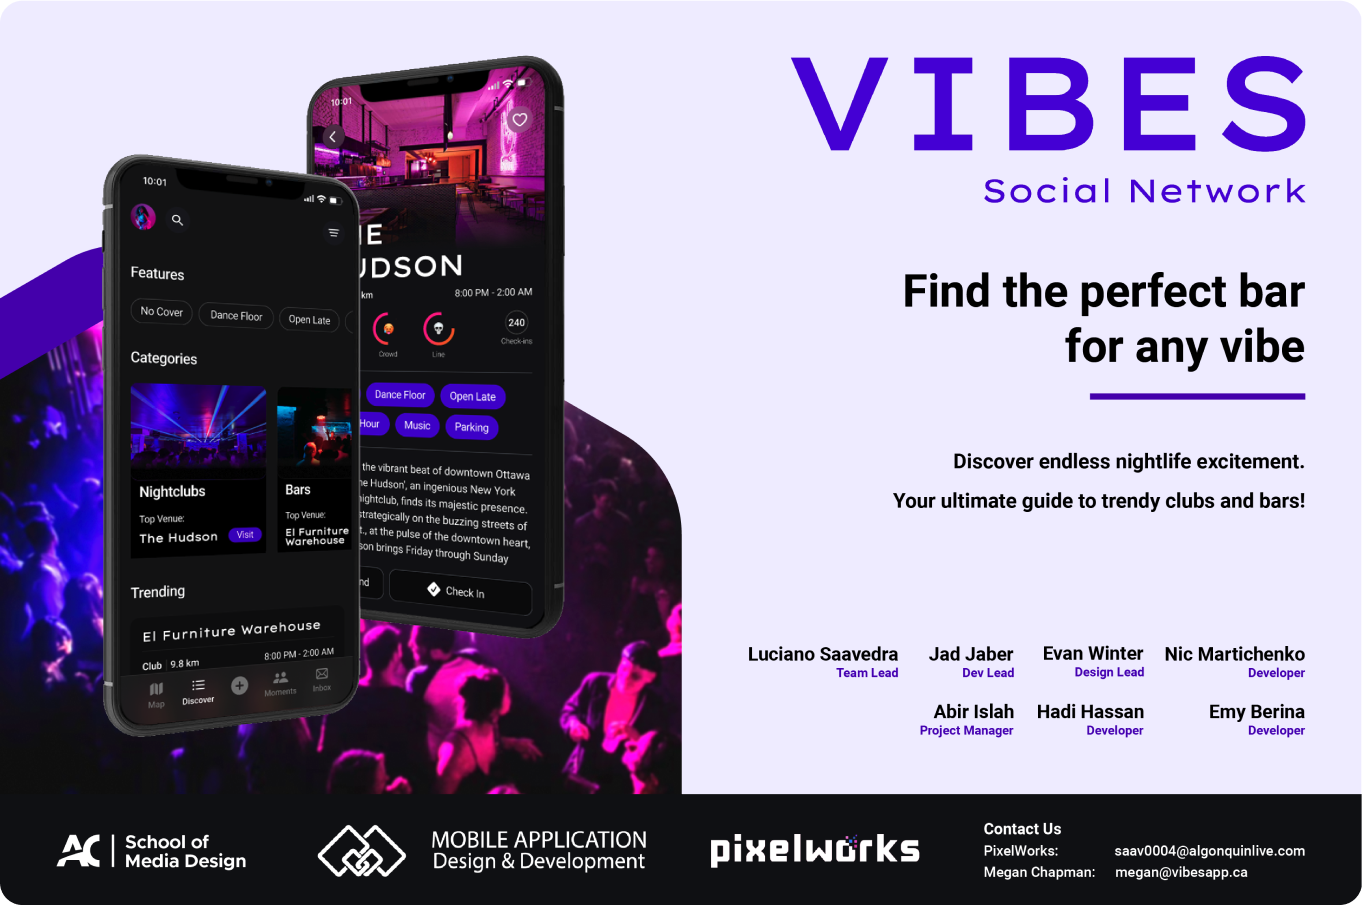 VIBES
Social Network
Find the perfect bar
for any vibe
Discover endless nightlife excitement.
Your ultimate guide to trendy clubs and bars!
10:01
Features
No Cover
Dance Floor
Open Late
Categories
Nightclubs
Top Venue:
The Hudson
Visit
Bars
Top Venue:
El Furniture
Warehouse
Trending
El Furniture Warehouse
Club
9.8 km
8:00 PM - 2:00 AM
Map
Discover
Moments
Inbox
10:01
UDSON
km
8:00 PM - 2:00 AM
Crowd
Line
240
Check-ins
Dance Floor
Open Late
Hour
Music
Parking
the vibrant beat of downtown Ottawa
Hudson', an ingenious New York
nightclub, finds its majestic presence.
strategically on the buzzing streets of
, at the pulse of the downtown heart,
brings Friday through Sunday
Check In
Luciano Saavedra
Team Lead
Jad Jaber
Dev Lead
Evan Winter
Design Lead
Nic Martichenko
Developer
Abir Islah
Project Manager
Hadi Hassan
Developer
Emy Berina
Developer
AC
School of
Media Design
MOBILE APPLICATION
Design & Development
pixelworks
Contact Us
PixelWorks: saav0004@algonquinlive.com
Megan Chapman: megan@vibesapp.ca